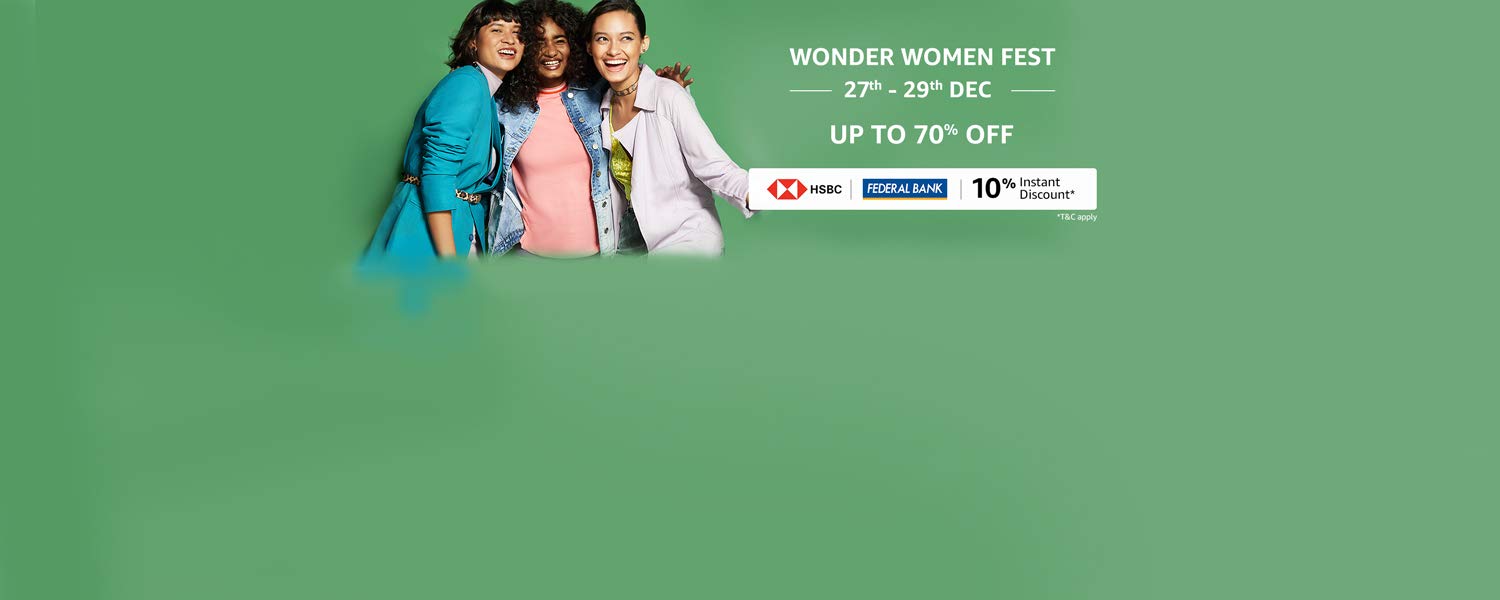 WONDER WOMEN FEST
27th - 29th DEC
UP TO 70% OFF
HSBC | FEDERAL BANK | 10% Instant Discount*
*T&C apply